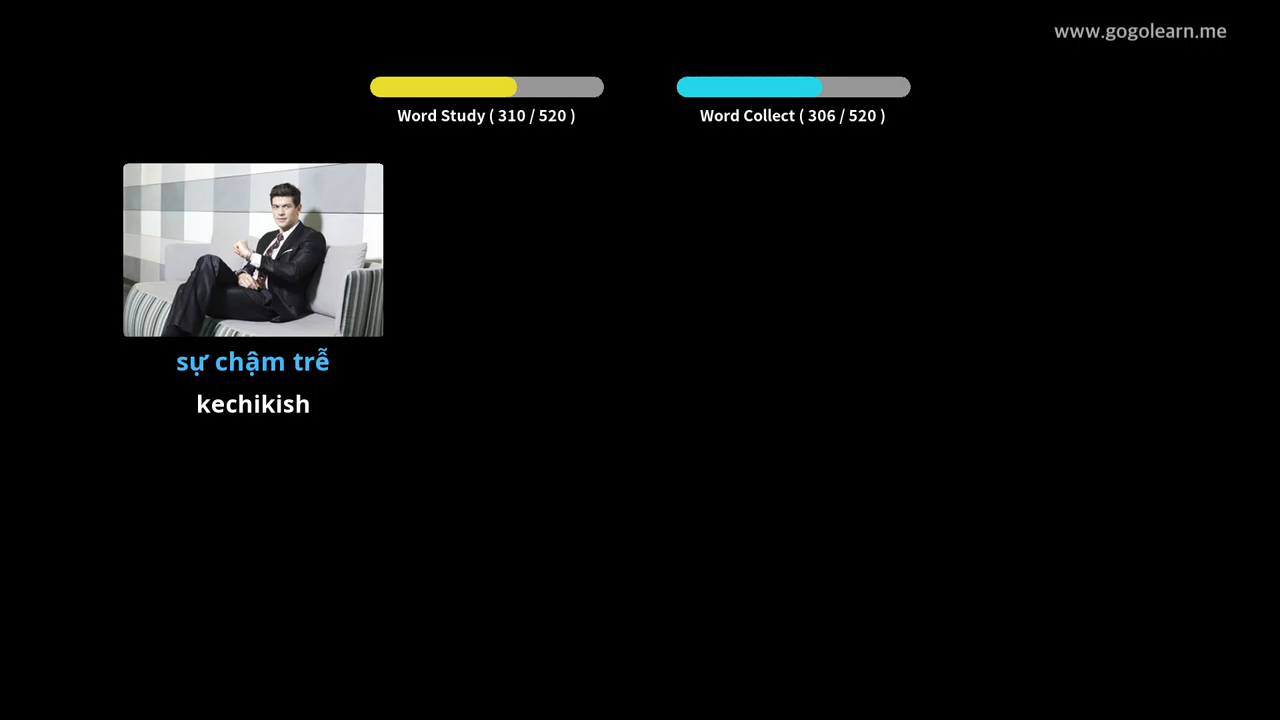 www.gogolearn.me
Word Study ( 310 / 520 )
Word Collect ( 306 / 520 )
sự chậm trễ
kechikish